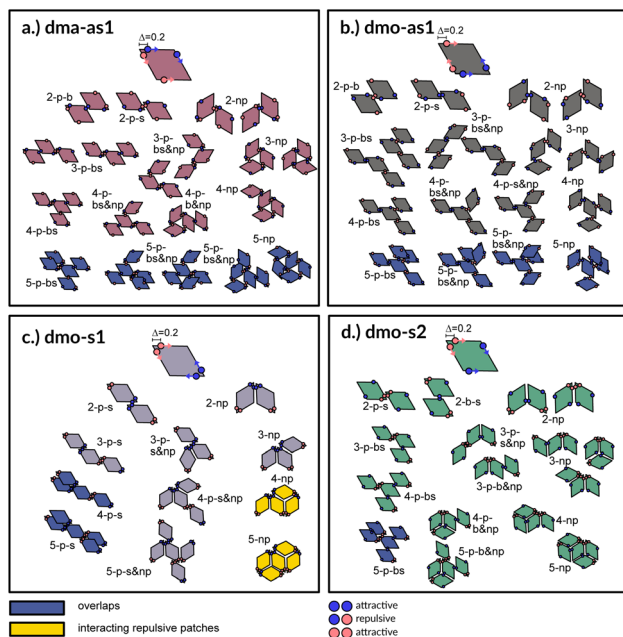 a.) dma-as1
Δ=0.2
2-p-b
2-p-s
2-np
3-p-bs
3-p-
bs&np
3-np
4-p-bs
4-p-
bs&np
4-p-
b&np
4-np
5-p-bs
5-p-
bs&np
5-p-
bs&np
5-np
b.) dmo-as1
Δ=0.2
2-p-b
2-p-s
2-np
3-p-bs
3-p-
bs&np
3-np
4-p-bs
4-p-
bs&np
4-p-s&np
4-np
5-p-bs
5-p-
bs&np
5-p-
bs&np
5-np
c.) dmo-s1
Δ=0.2
2-p-s
2-np
3-p-s
3-p-
s&np
3-np
4-p-s
4-p-s&np
4-np
5-p-s
5-p-s&np
5-np
d.) dmo-s2
Δ=0.2
2-p-s
2-b-s
2-np
3-p-bs
3-p-
s&np
3-p-b&np
3-np
4-p-bs
4-p-
b&np
4-np
5-p-bs
5-p-b&np
5-np
overlaps
interacting repulsive patches
attractive
repulsive
attractive